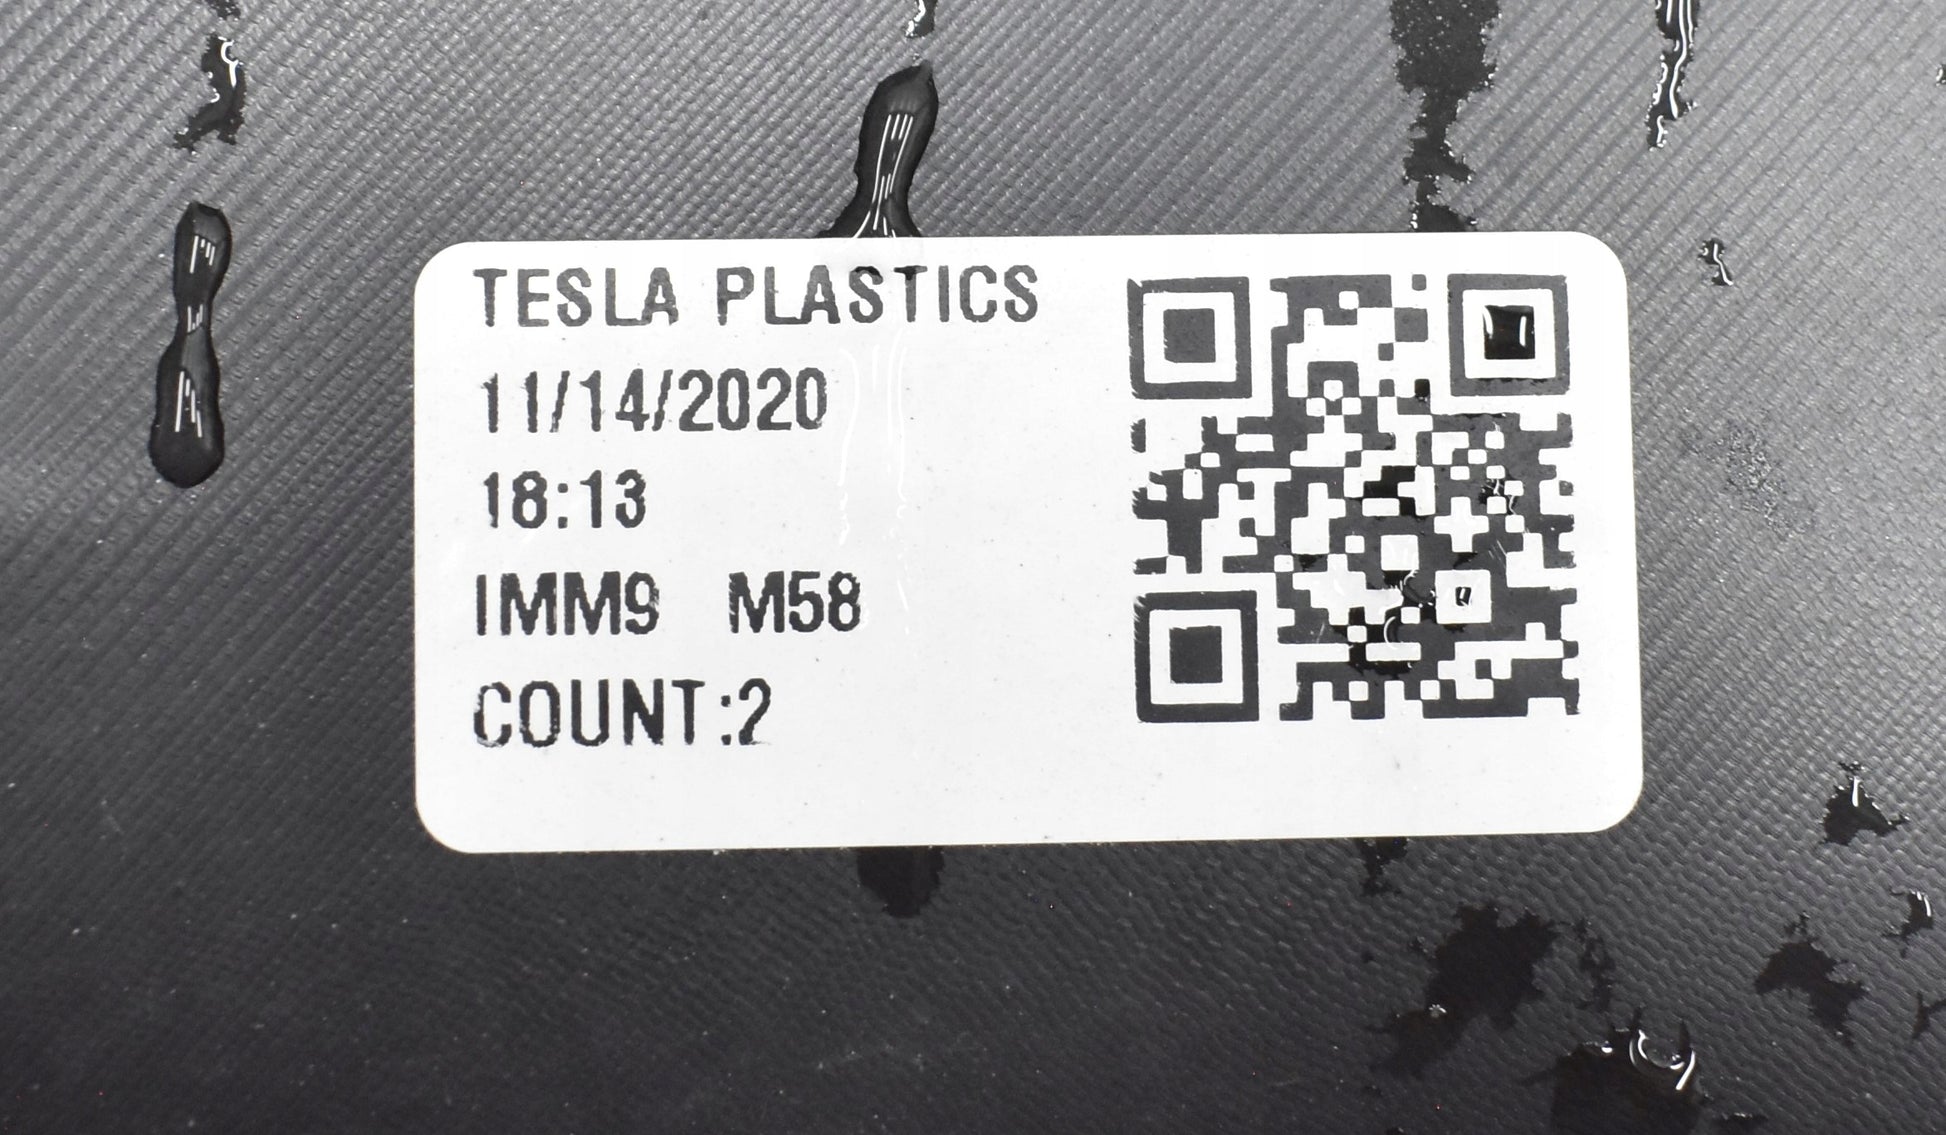 TESLA PLASTICS
11/14/2020
18:13
IMM9 M58
COUNT:2